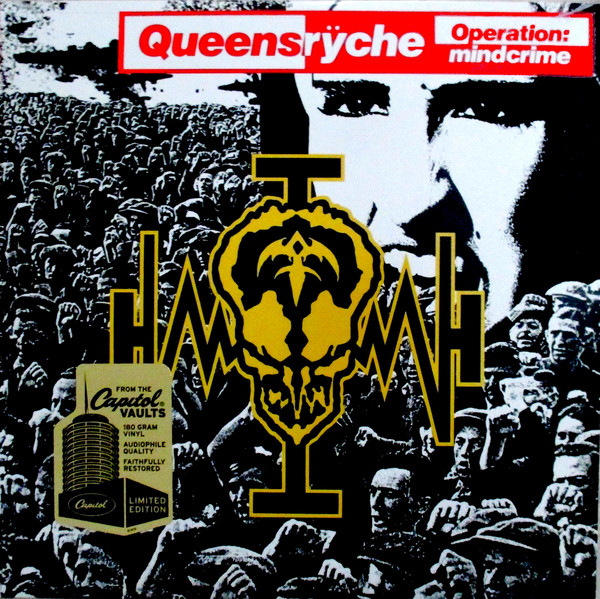 Queensrÿche
Operation:
mindcrime
FROM THE
Capitol®
VAULTS
180 GRAM
VINYL
AUDIOPHILE
QUALITY
FAITHFULLY
RESTORED
Capitol
LIMITED
EDITION